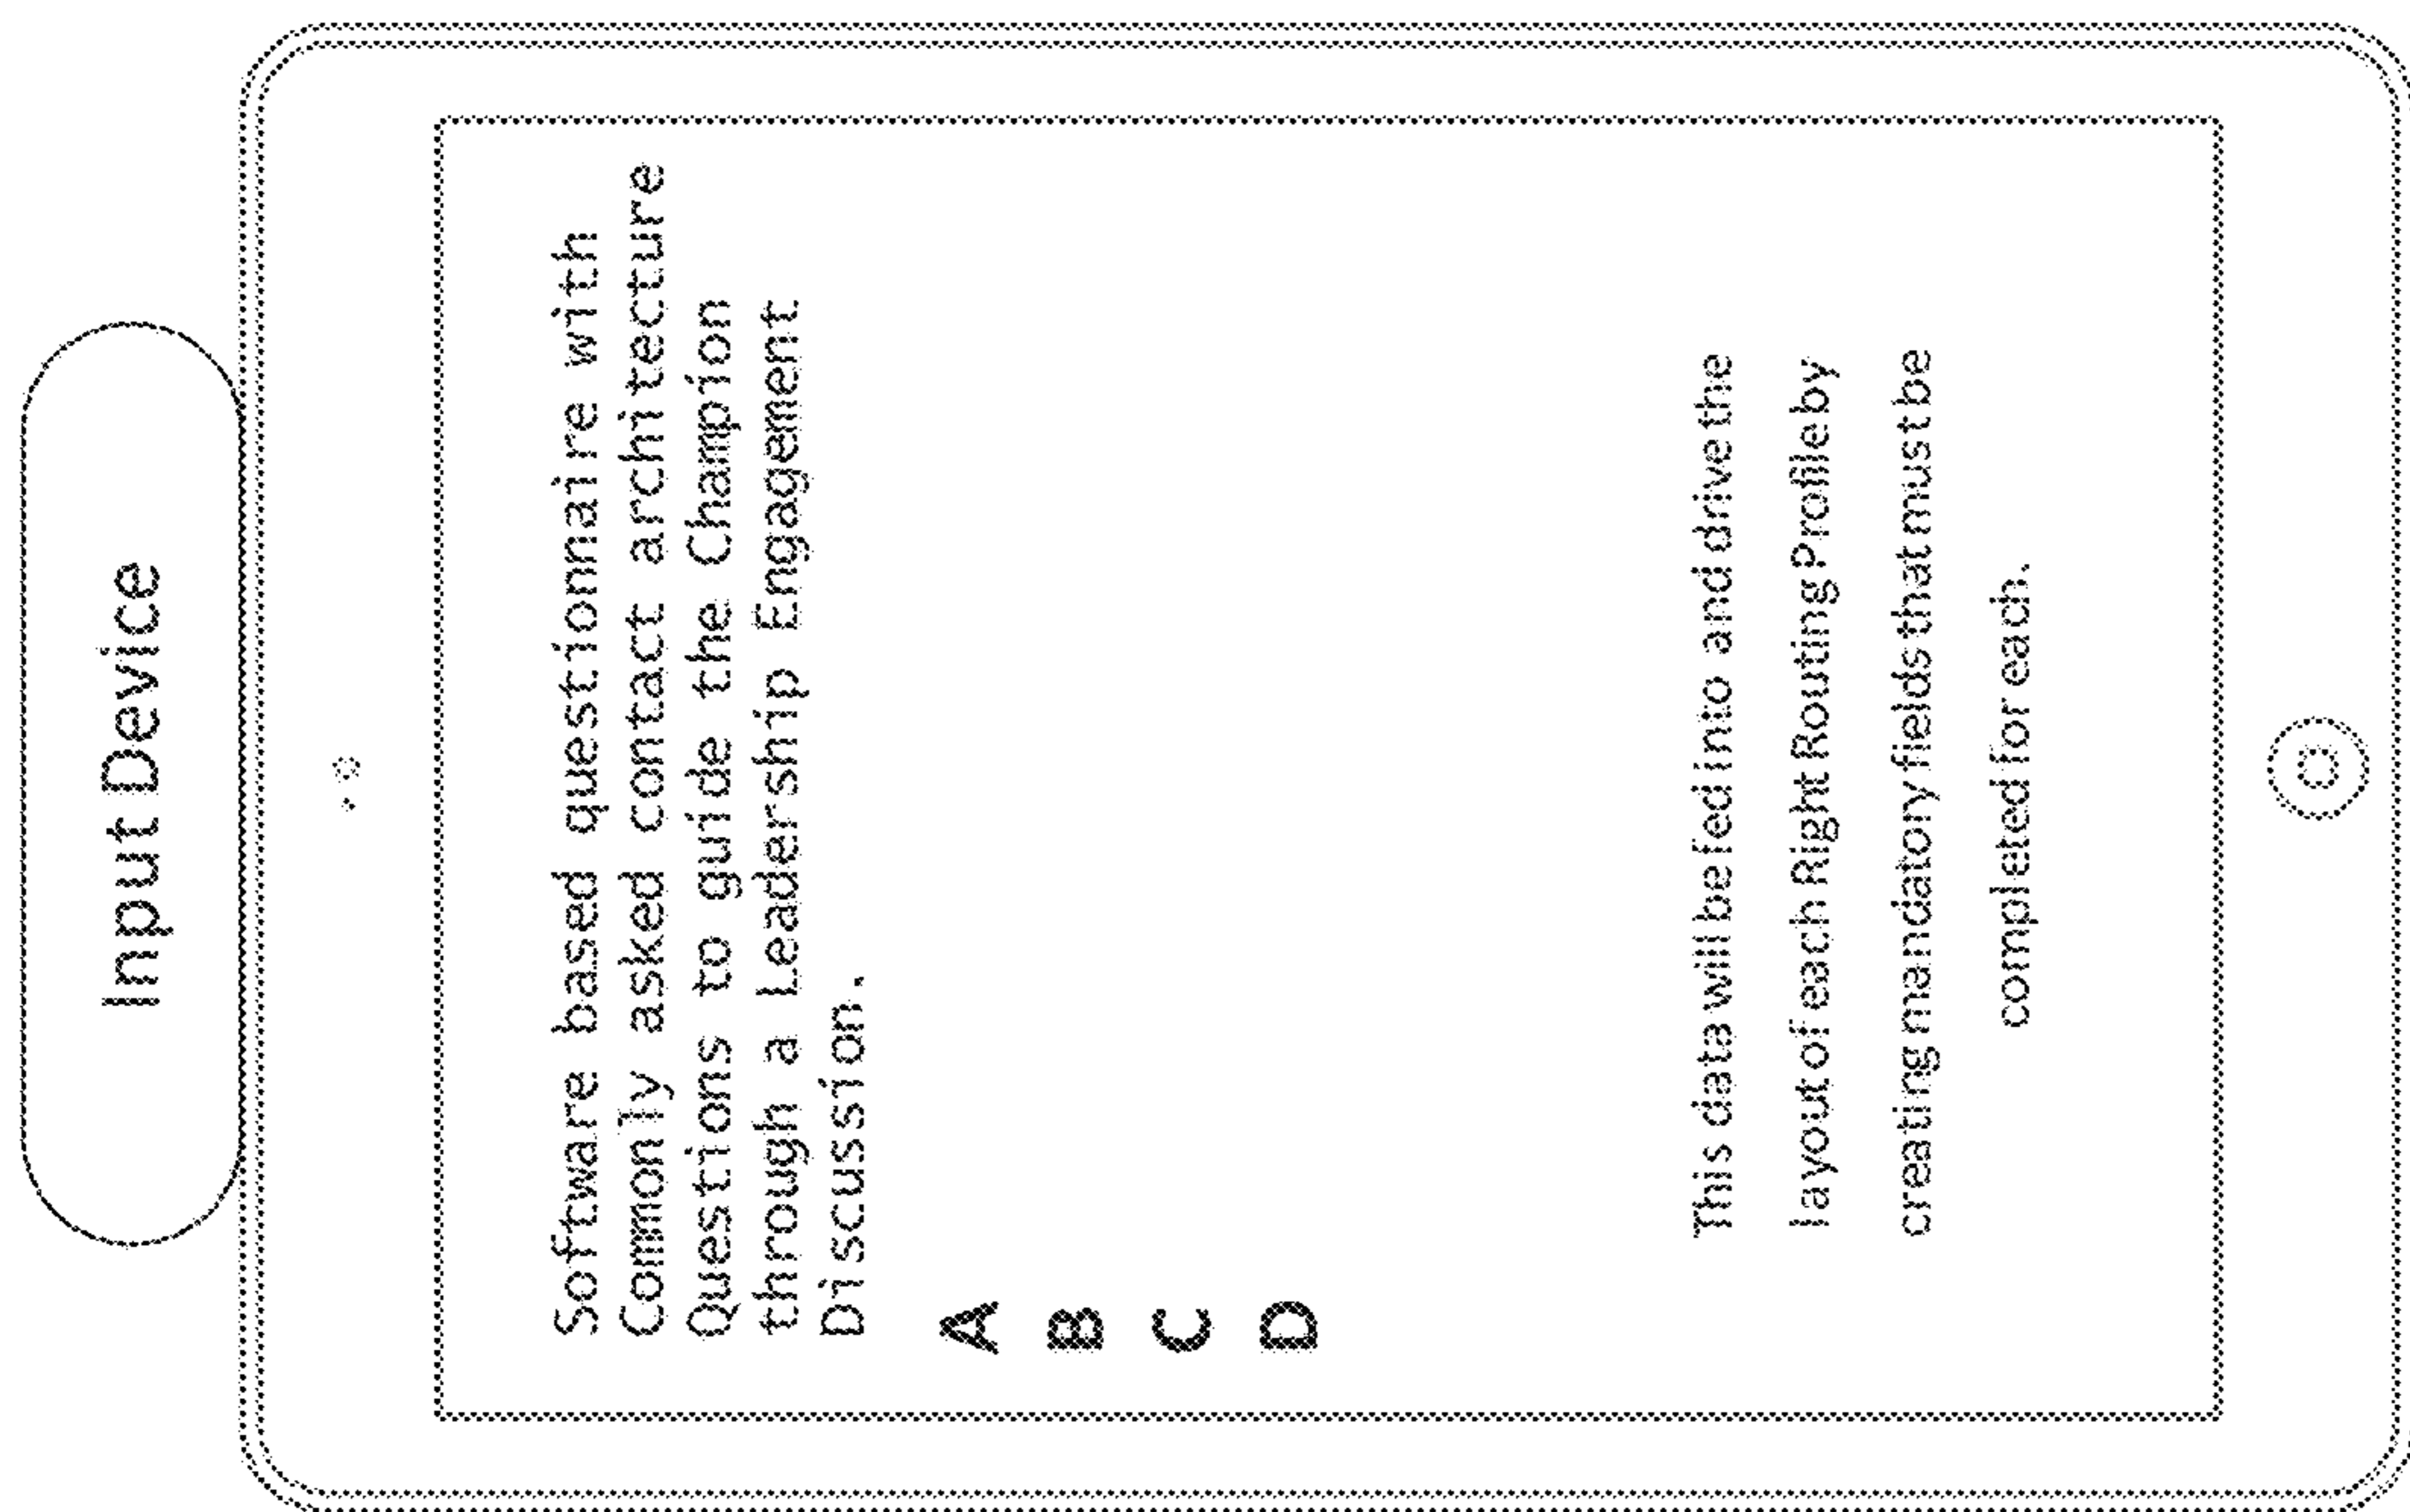 Input Device
Software based questionnaire with
Commonly asked contact architecture
Questions to guide the Champion
through a Leadership Engagement
Discussion.
A
B
C
D
This data will be fed into and drive the
layout of each Right Routing Profile by
creating mandatory fields that must be
completed for each.